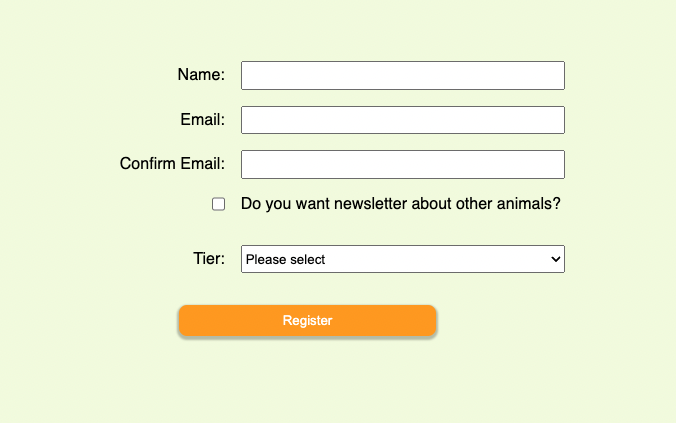 Name:
Email:
Confirm Email:
Do you want newsletter about other animals?
Tier: Please select
Register